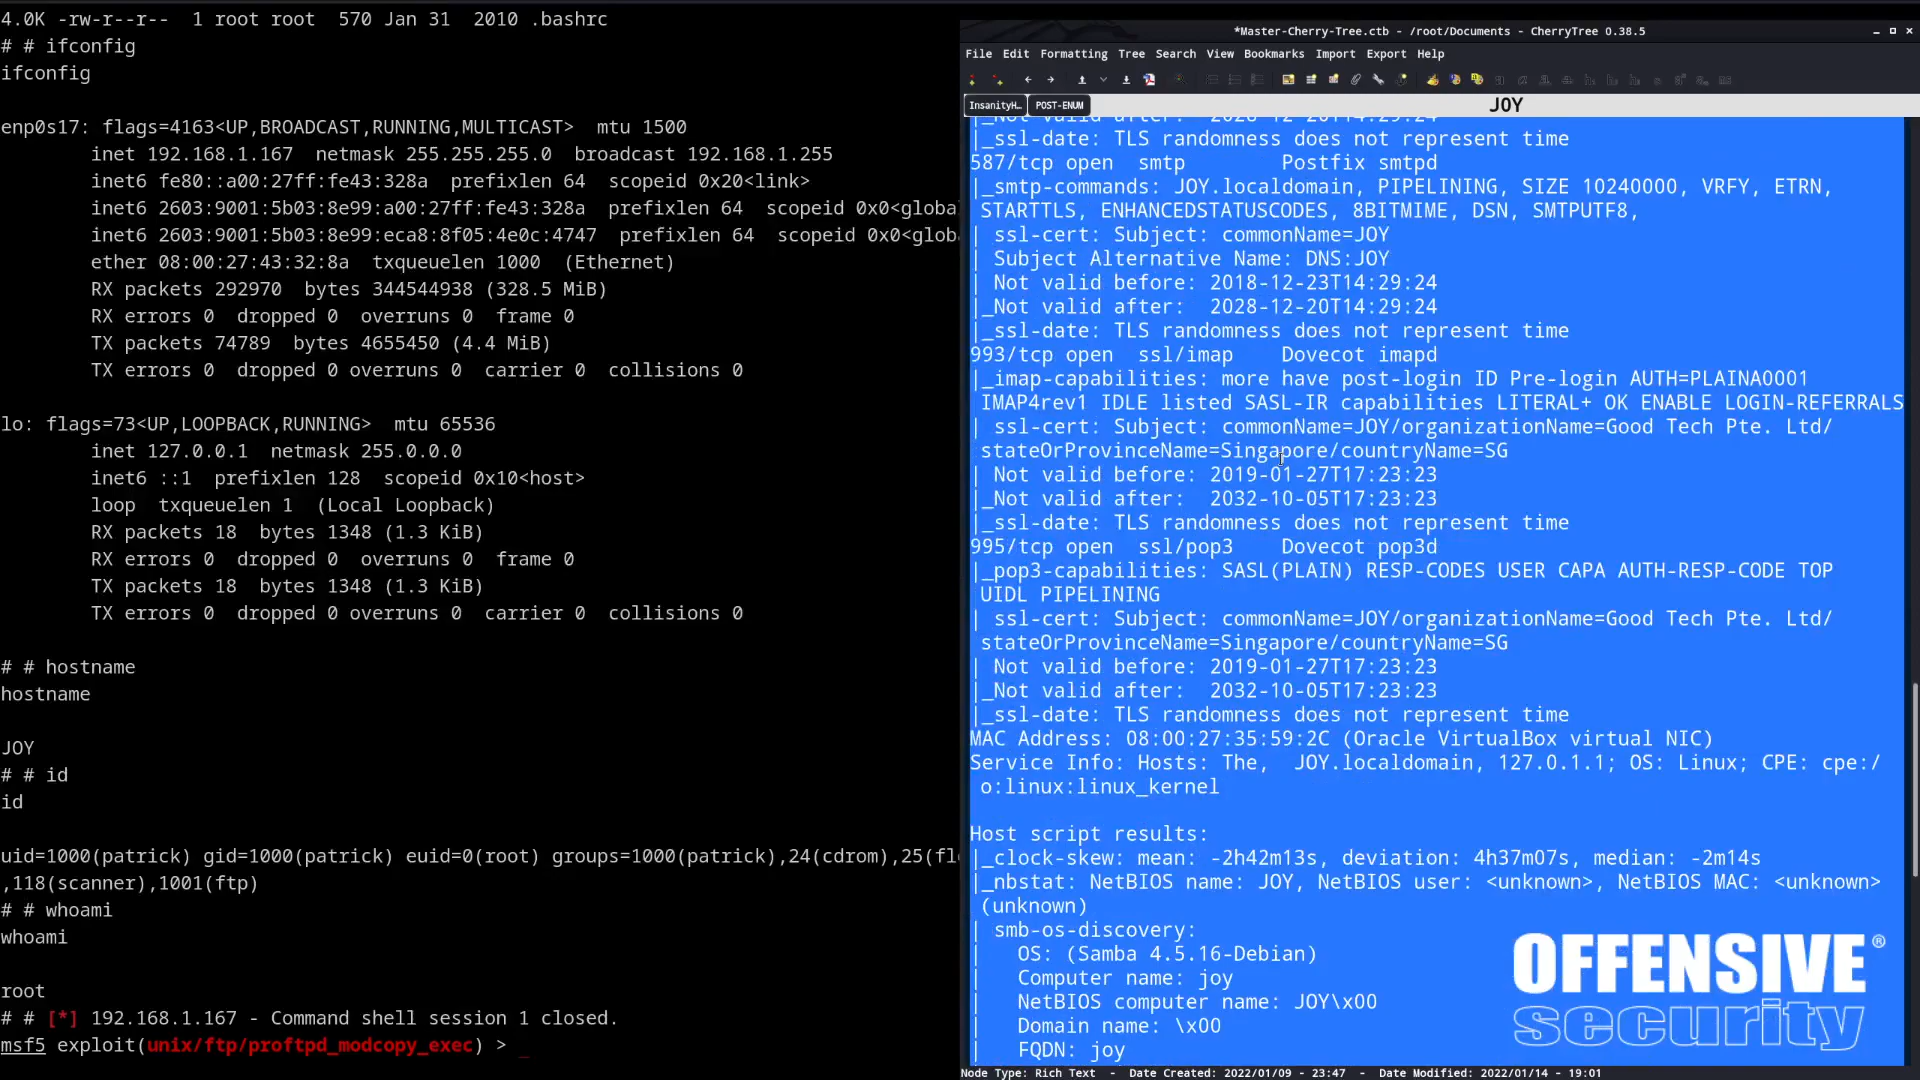 4.0K -rw-r--r--  1 root root  570 Jan 31  2010 .bashrc
# # ifconfig
ifconfig
enp0s17: flags=4163<UP,BROADCAST,RUNNING,MULTICAST>  mtu 1500
        inet 192.168.1.167  netmask 255.255.255.0  broadcast 192.168.1.255
        inet6 fe80::a00:27ff:fe43:328a  prefixlen 64  scopeid 0x20<link>
        inet6 2603:9001:5b03:8e99:a00:27ff:fe43:328a  prefixlen 64  scopeid 0x0<globa
        inet6 2603:9001:5b03:8e99:eca8:8f05:4e0c:4747  prefixlen 64  scopeid 0x0<glob
        ether 08:00:27:43:32:8a  txqueuelen 1000  (Ethernet)
        RX packets 292970  bytes 344544938 (328.5 MiB)
        RX errors 0  dropped 0  overruns 0  frame 0
        TX packets 74789  bytes 4655450 (4.4 MiB)
        TX errors 0  dropped 0 overruns 0  carrier 0  collisions 0
lo: flags=73<UP,LOOPBACK,RUNNING>  mtu 65536
        inet 127.0.0.1  netmask 255.0.0.0
        inet6 ::1  prefixlen 128  scopeid 0x10<host>
        loop  txqueuelen 1  (Local Loopback)
        RX packets 18  bytes 1348 (1.3 KiB)
        RX errors 0  dropped 0  overruns 0  frame 0
        TX packets 18  bytes 1348 (1.3 KiB)
        TX errors 0  dropped 0 overruns 0  carrier 0  collisions 0
# # hostname
hostname
JOY
# # id
id
uid=1000(patrick) gid=1000(patrick) euid=0(root) groups=1000(patrick),24(cdrom),25(fl
,118(scanner),1001(ftp)
# # whoami
whoami
root
# # [*] 192.168.1.167 - Command shell session 1 closed.
msf5 exploit(unix/ftp/proftpd_modcopy_exec) > _
*Master-Cherry-Tree.ctb - /root/Documents - CherryTree 0.38.5
File Edit Formatting Tree Search View Bookmarks Import Export Help
InsanityH… POST-ENUM JOY
|_Not valid after:  2028-12-20T14:29:24
|_ssl-date: TLS randomness does not represent time
587/tcp open  smtp        Postfix smtpd
|_smtp-commands: JOY.localdomain, PIPELINING, SIZE 10240000, VRFY, ETRN,
STARTTLS, ENHANCEDSTATUSCODES, 8BITMIME, DSN, SMTPUTF8,
| ssl-cert: Subject: commonName=JOY
| Subject Alternative Name: DNS:JOY
| Not valid before: 2018-12-23T14:29:24
|_Not valid after:  2028-12-20T14:29:24
|_ssl-date: TLS randomness does not represent time
993/tcp open  ssl/imap    Dovecot imapd
|_imap-capabilities: more have post-login ID Pre-login AUTH=PLAINA0001
IMAP4rev1 IDLE listed SASL-IR capabilities LITERAL+ OK ENABLE LOGIN-REFERRALS
| ssl-cert: Subject: commonName=JOY/organizationName=Good Tech Pte. Ltd/
stateOrProvinceName=Singapore/countryName=SG
| Not valid before: 2019-01-27T17:23:23
|_Not valid after:  2032-10-05T17:23:23
|_ssl-date: TLS randomness does not represent time
995/tcp open  ssl/pop3    Dovecot pop3d
|_pop3-capabilities: SASL(PLAIN) RESP-CODES USER CAPA AUTH-RESP-CODE TOP
UIDL PIPELINING
| ssl-cert: Subject: commonName=JOY/organizationName=Good Tech Pte. Ltd/
stateOrProvinceName=Singapore/countryName=SG
| Not valid before: 2019-01-27T17:23:23
|_Not valid after:  2032-10-05T17:23:23
|_ssl-date: TLS randomness does not represent time
MAC Address: 08:00:27:35:59:2C (Oracle VirtualBox virtual NIC)
Service Info: Hosts: The,  JOY.localdomain, 127.0.1.1; OS: Linux; CPE: cpe:/
o:linux:linux_kernel
Host script results:
|_clock-skew: mean: -2h42m13s, deviation: 4h37m07s, median: -2m14s
|_nbstat: NetBIOS name: JOY, NetBIOS user: <unknown>, NetBIOS MAC: <unknown>
(unknown)
| smb-os-discovery:
|   OS: (Samba 4.5.16-Debian)
|   Computer name: joy
|   NetBIOS computer name: JOY\x00
|   Domain name: \x00
|   FQDN: joy
OFFENSIVE®
security
Node Type: Rich Text  -  Date Created: 2022/01/09 - 23:47  -  Date Modified: 2022/01/14 - 19:01